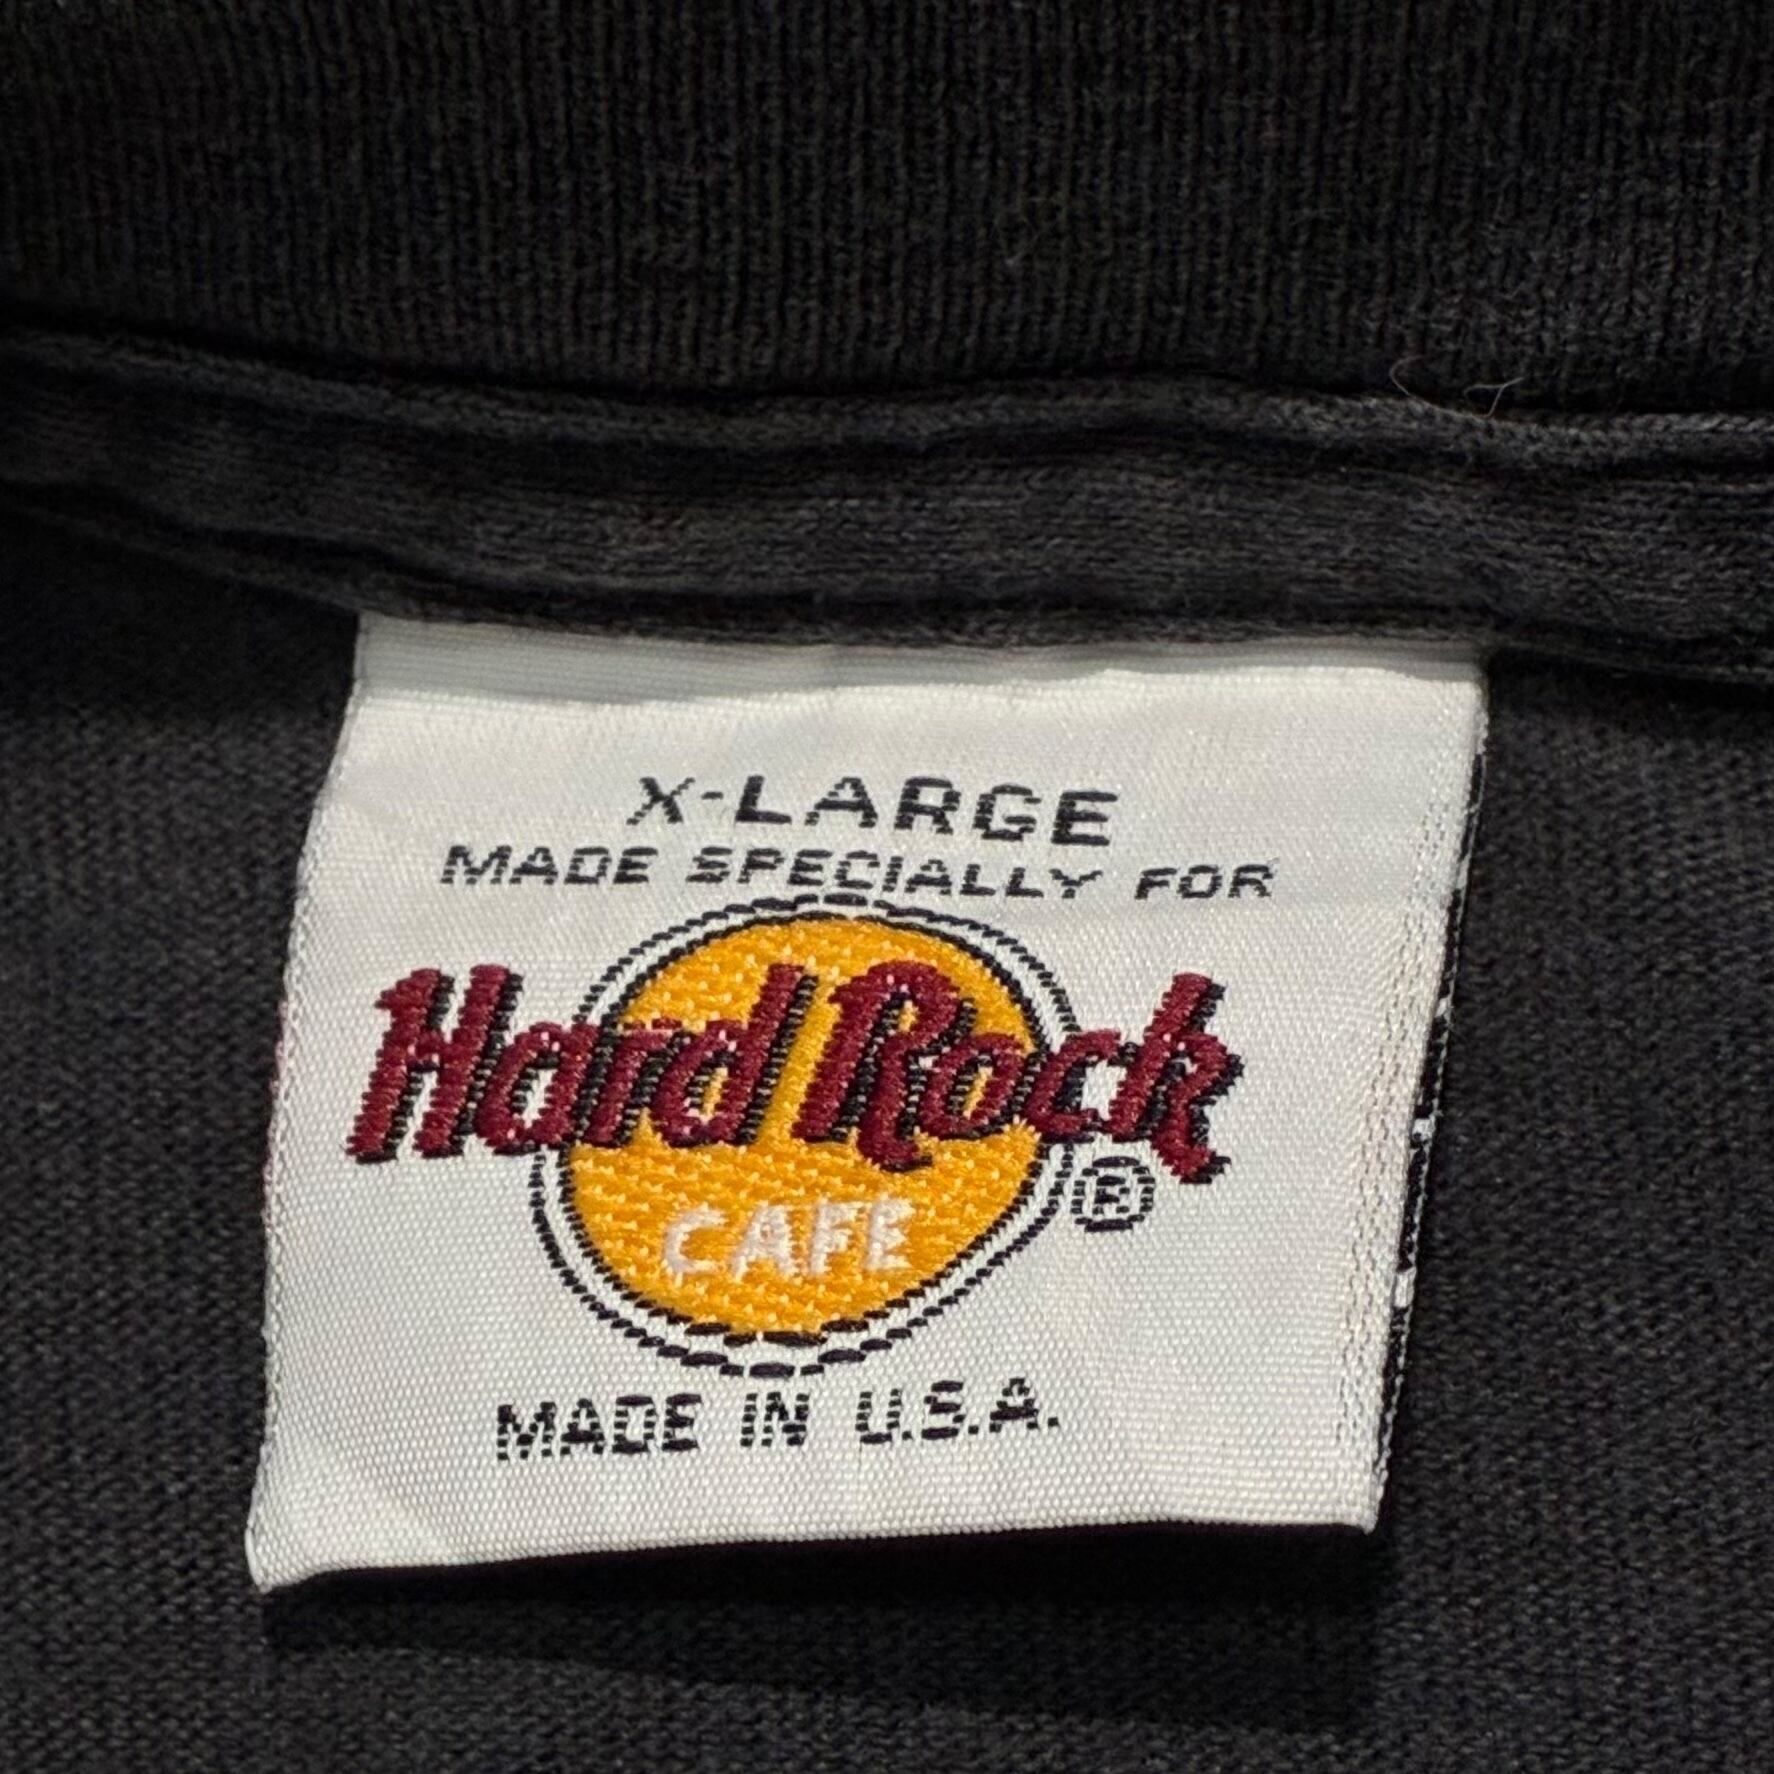 X-LARGE
MADE SPECIALLY FOR
Hard Rock
CAFE
®
MADE IN U.S.A.